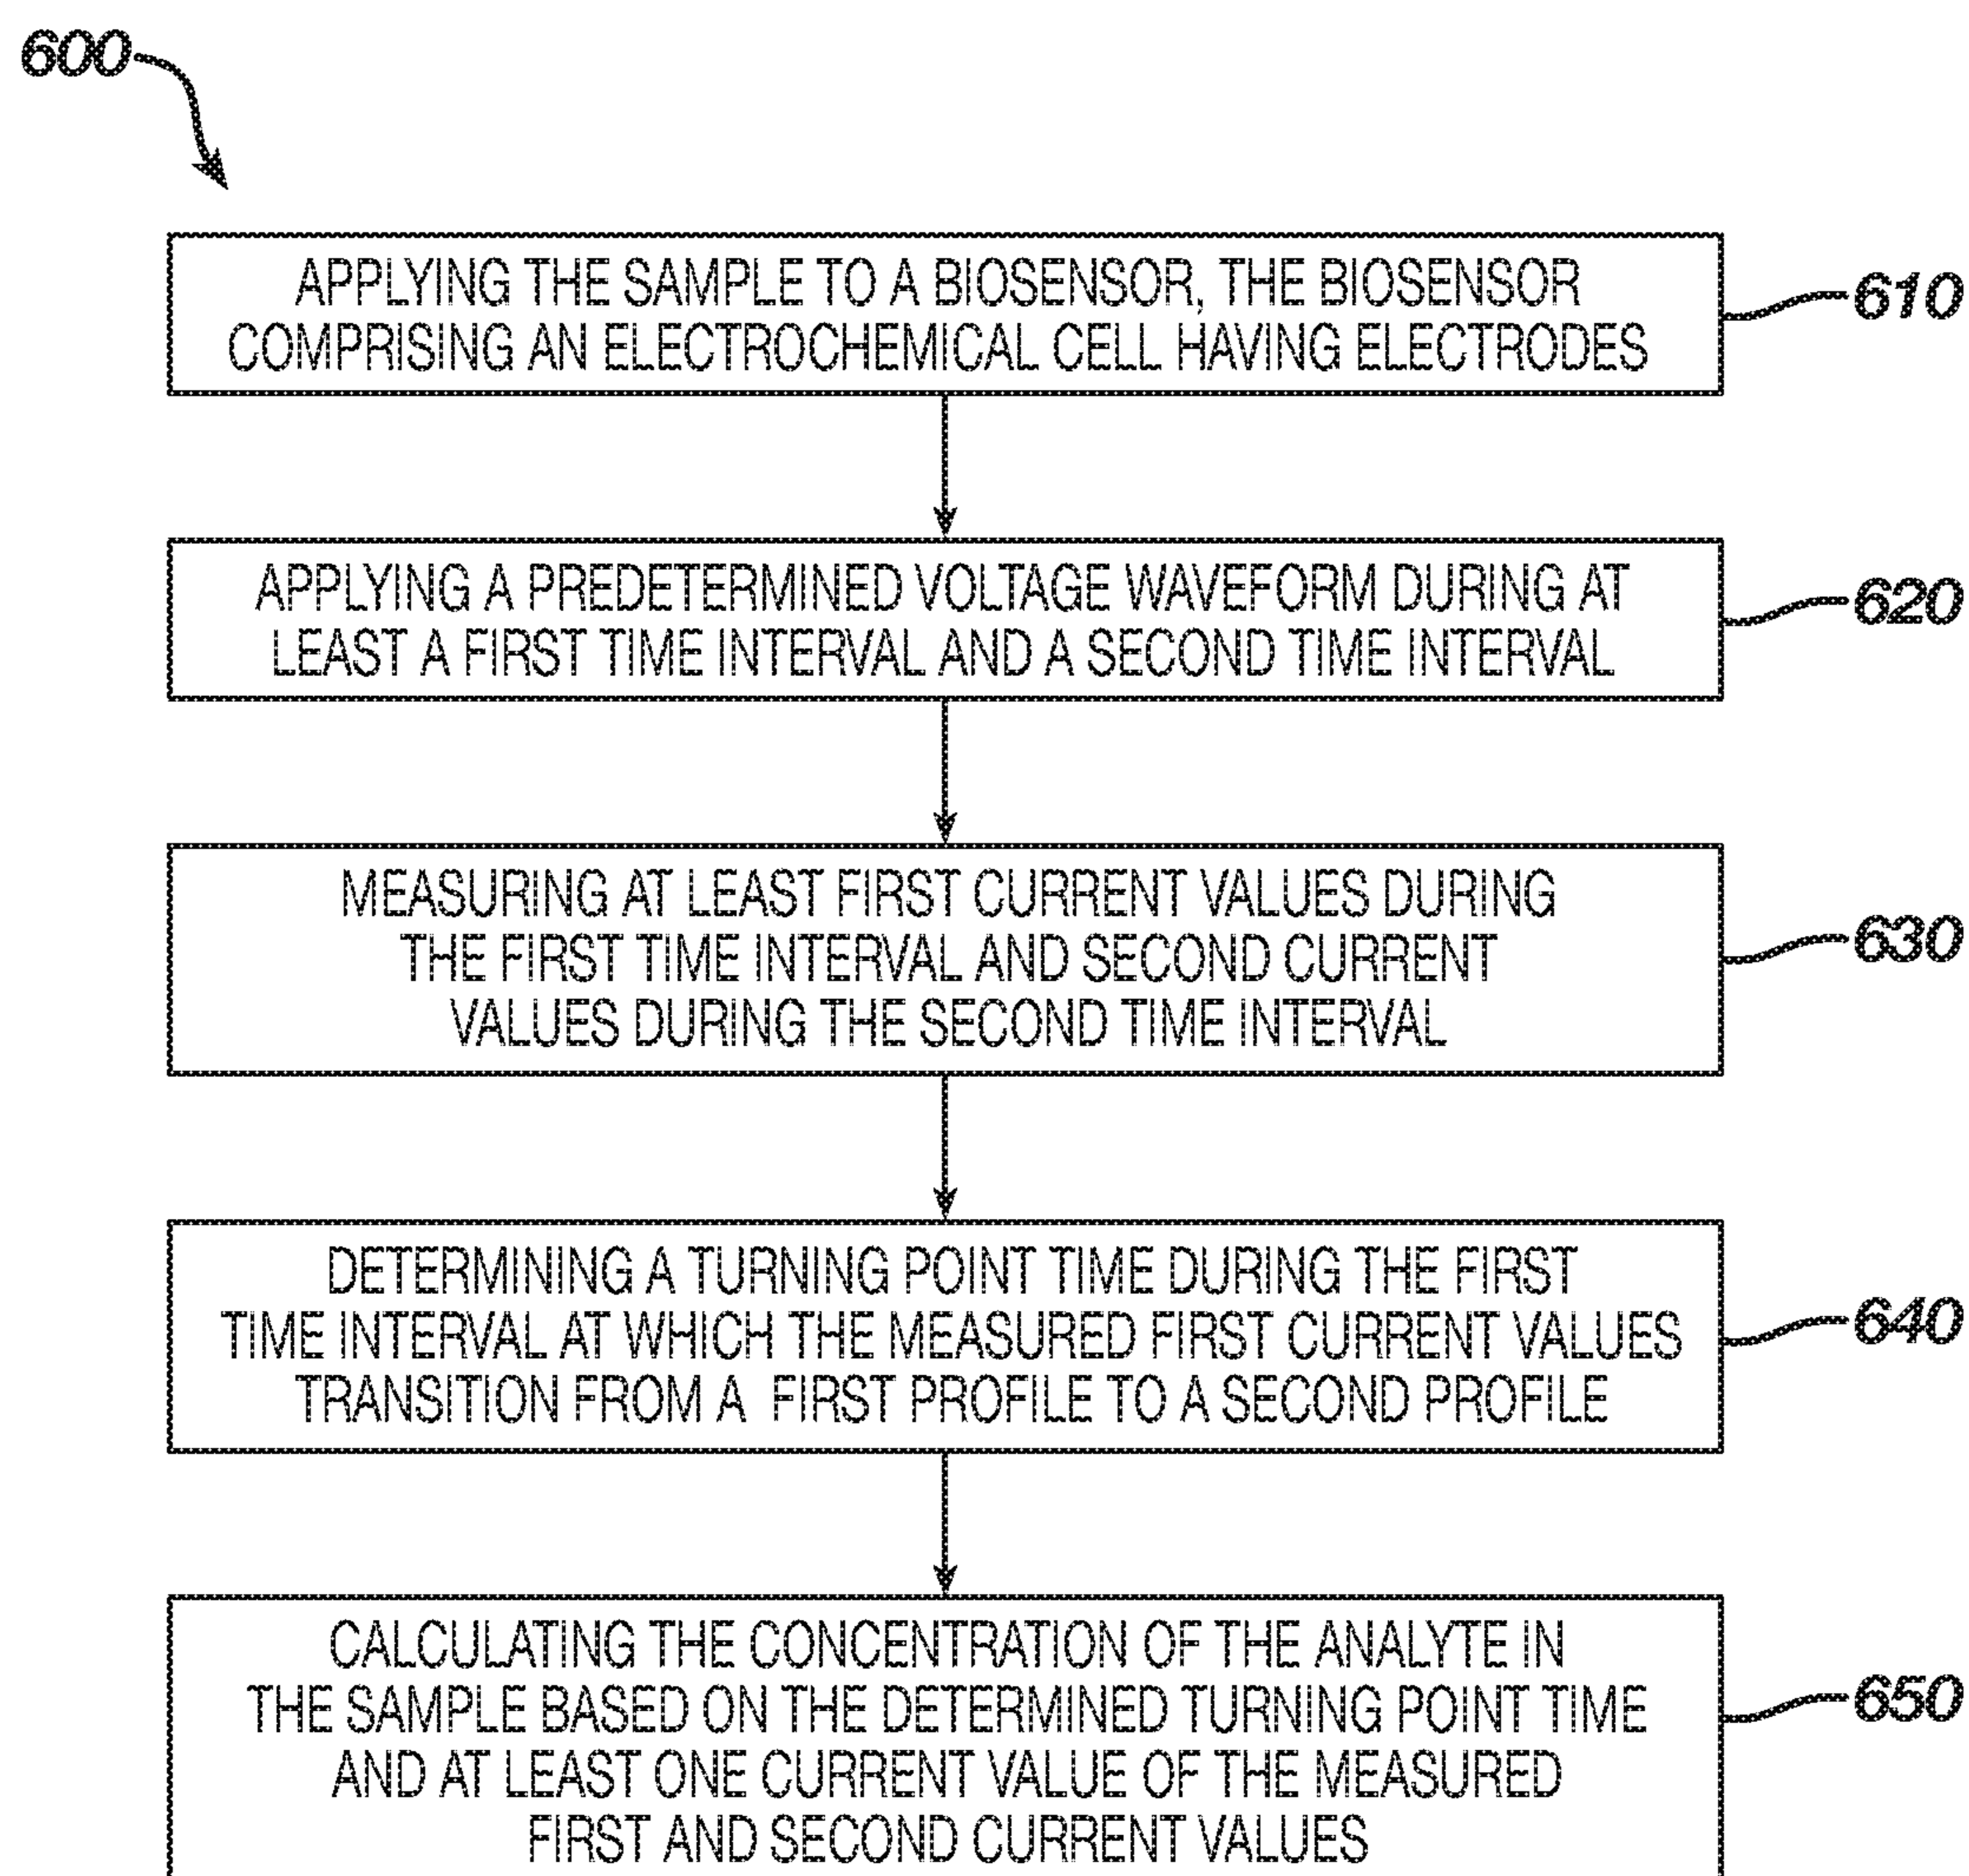 600
APPLYING THE SAMPLE TO A BIOSENSOR, THE BIOSENSOR
COMPRISING AN ELECTROCHEMICAL CELL HAVING ELECTRODES
610
APPLYING A PREDETERMINED VOLTAGE WAVEFORM DURING AT
LEAST A FIRST TIME INTERVAL AND A SECOND TIME INTERVAL
620
MEASURING AT LEAST FIRST CURRENT VALUES DURING
THE FIRST TIME INTERVAL AND SECOND CURRENT
VALUES DURING THE SECOND TIME INTERVAL
630
DETERMINING A TURNING POINT TIME DURING THE FIRST
TIME INTERVAL AT WHICH THE MEASURED FIRST CURRENT VALUES
TRANSITION FROM A FIRST PROFILE TO A SECOND PROFILE
640
CALCULATING THE CONCENTRATION OF THE ANALYTE IN
THE SAMPLE BASED ON THE DETERMINED TURNING POINT TIME
AND AT LEAST ONE CURRENT VALUE OF THE MEASURED
FIRST AND SECOND CURRENT VALUES
650